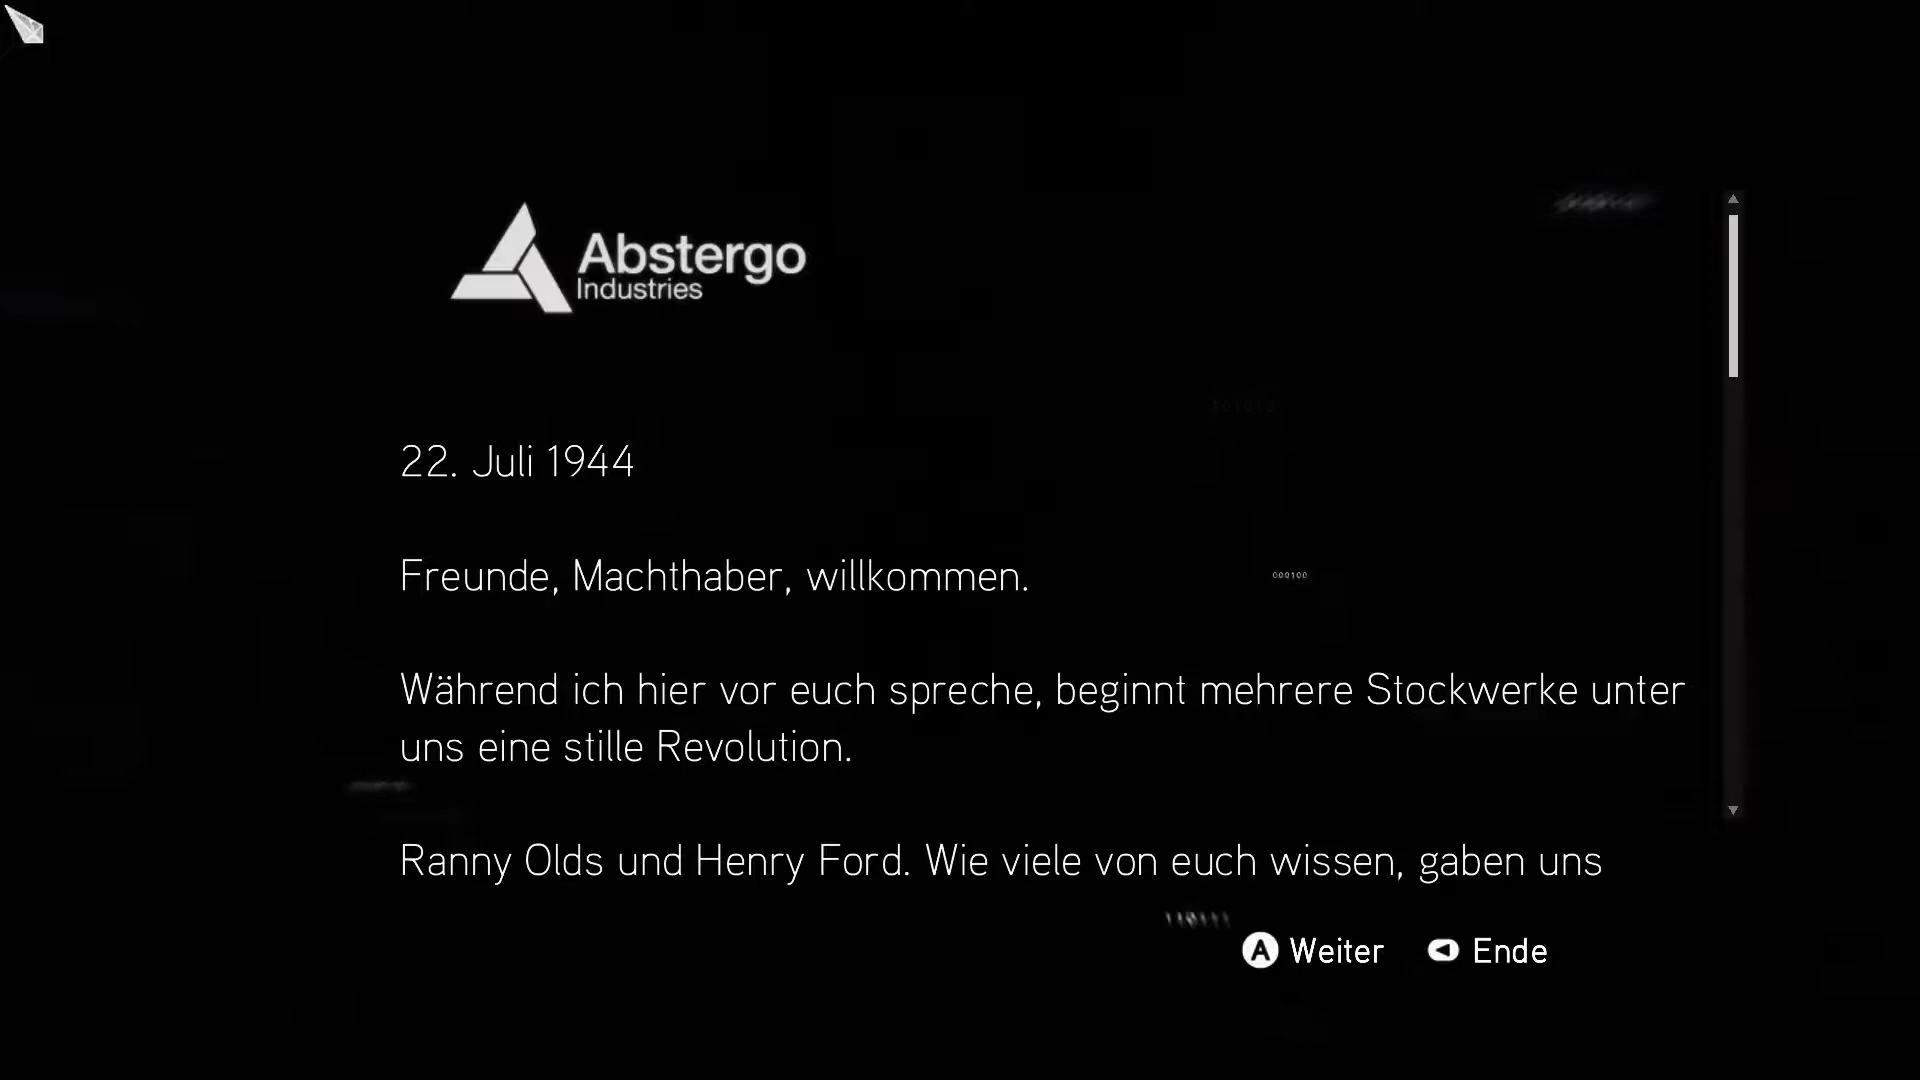 Abstergo
Industries
22. Juli 1944
Freunde, Machthaber, willkommen.
000100
Während ich hier vor euch spreche, beginnt mehrere Stockwerke unter
uns eine stille Revolution.
Ranny Olds und Henry Ford. Wie viele von euch wissen, gaben uns
A Weiter
Ende